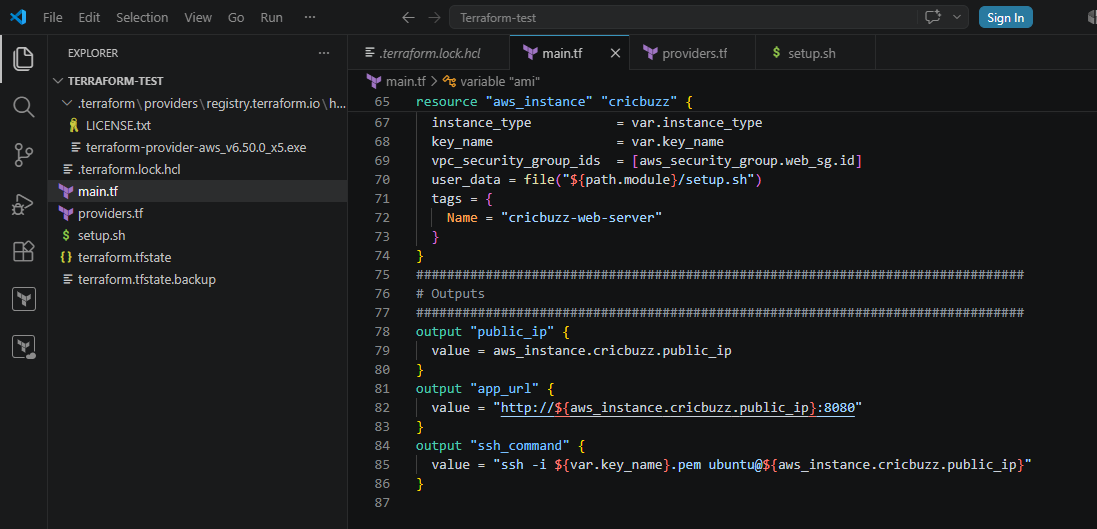 File Edit Selection View Go Run ···
Terraform-test
Sign In
EXPLORER ···
TERRAFORM-TEST
.terraform\providers\registry.terraform.io\h...
LICENSE.txt
terraform-provider-aws_v6.50.0_x5.exe
.terraform.lock.hcl
main.tf
providers.tf
$ setup.sh
{} terraform.tfstate
terraform.tfstate.backup
.terraform.lock.hcl main.tf × providers.tf $ setup.sh
main.tf > variable "ami"
65 resource "aws_instance" "cricbuzz" {
67 instance_type = var.instance_type
68 key_name = var.key_name
69 vpc_security_group_ids = [aws_security_group.web_sg.id]
70 user_data = file("${path.module}/setup.sh")
71 tags = {
72 Name = "cricbuzz-web-server"
73 }
74 }
75 ###############################################################################
76 # Outputs
77 ###############################################################################
78 output "public_ip" {
79 value = aws_instance.cricbuzz.public_ip
80 }
81 output "app_url" {
82 value = "http://${aws_instance.cricbuzz.public_ip}:8080"
83 }
84 output "ssh_command" {
85 value = "ssh -i ${var.key_name}.pem ubuntu@${aws_instance.cricbuzz.public_ip}"
86 }
87